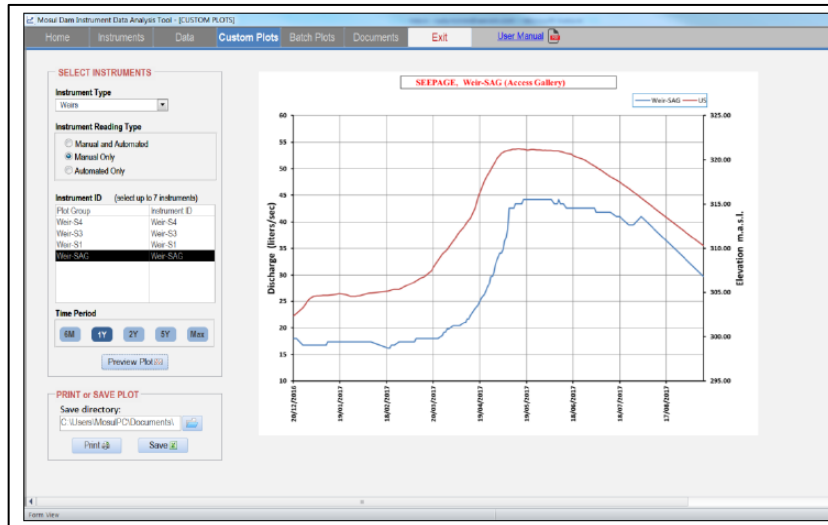 Mosul Dam Instrument Data Analysis Tool - [CUSTOM PLOTS]
Home Instruments Data Custom Plots Batch Plots Documents Exit User Manual
SELECT INSTRUMENTS
Instrument Type
Weirs
Instrument Reading Type
Manual and Automated
Manual Only
Automated Only
Instrument ID (select up to 7 instruments)
Plot Group Instrument ID
Weir-S4 Weir-S4
Weir-S3 Weir-S3
Weir-S1 Weir-S1
Weir-SAG Weir-SAG
Time Period
6M 1Y 2Y 5Y Max
Preview Plot
PRINT or SAVE PLOT
Save directory:
C:\Users\MosulPC\Documents\
Print Save
SEEPAGE, Weir-SAG (Access Gallery)
Weir-SAG US
Discharge (liters/sec)
60
55
50
45
40
35
30
25
20
15
10
325.00
320.00
315.00
310.00
305.00
300.00
295.00
Elevation m.a.s.l.
20/12/2016
19/01/2017
18/02/2017
20/03/2017
19/04/2017
19/05/2017
18/06/2017
18/07/2017
17/08/2017
Form View